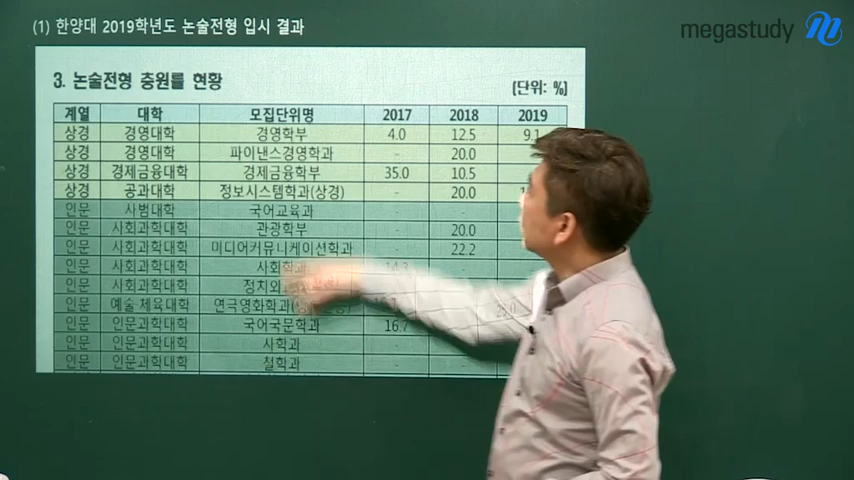 (1) 한양대 2019학년도 논술전형 입시 결과
megastudy
3. 논술전형 충원률 현황
[단위: %]
계열 대학 모집단위명 2017 2018 2019
상경 경영대학 경영학부 4.0 12.5 9.1
상경 경영대학 파이낸스경영학과 - 20.0
상경 경제금융대학 경제금융학부 35.0 10.5
상경 공과대학 정보시스템학과(상경) - 20.0
인문 사범대학 국어교육과 - -
인문 사회과학대학 관광학부 - 20.0
인문 사회과학대학 미디어커뮤니케이션학과 - 22.2
인문 사회과학대학 사회학과 14.3
인문 사회과학대학
인문 예술·체육대학
인문 인문과학대학 국어국문학과 16.7 -
인문 인문과학대학 사학과 - -
인문 인문과학대학 철학과 - -